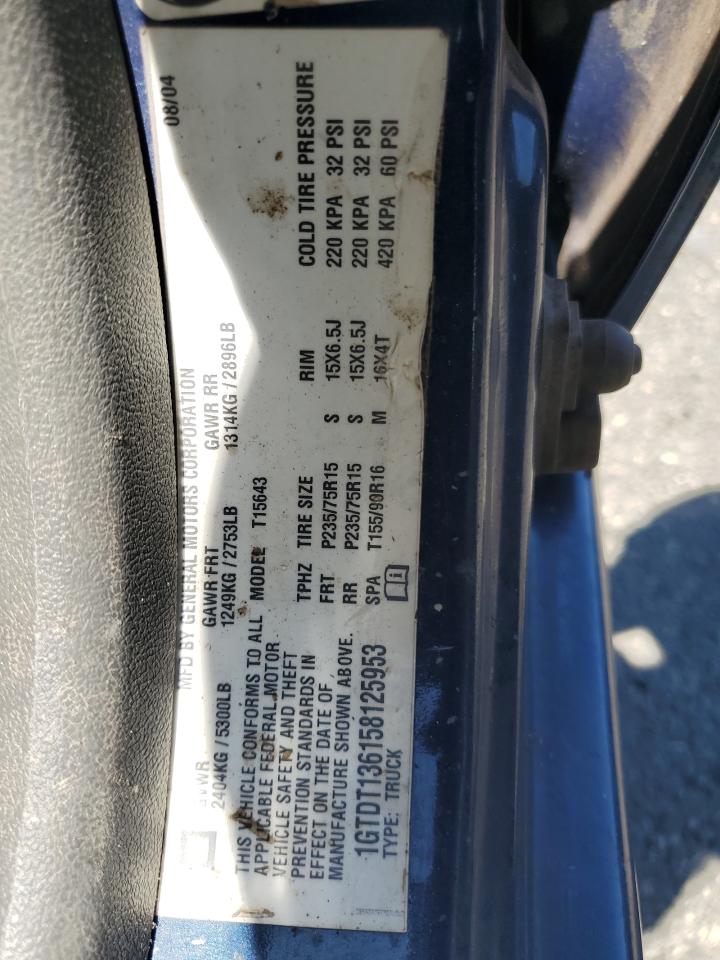 MFD BY GENERAL MOTORS CORPORATION 08/04
GVWR GAWR FRT GAWR RR
2404KG / 5300LB 1249KG / 2753LB 1314KG / 2896LB
THIS VEHICLE CONFORMS TO ALL MODEL T15643
APPLICABLE FEDERAL MOTOR
VEHICLE SAFETY AND THEFT
PREVENTION STANDARDS IN
EFFECT ON THE DATE OF
MANUFACTURE SHOWN ABOVE.
TPHZ TIRE SIZE RIM COLD TIRE PRESSURE
FRT P235/75R15 S 15X6.5J 220 KPA 32 PSI
RR P235/75R15 S 15X6.5J 220 KPA 32 PSI
SPA T155/90R16 M 16X4T 420 KPA 60 PSI
1GTDT136158125953
TYPE: TRUCK